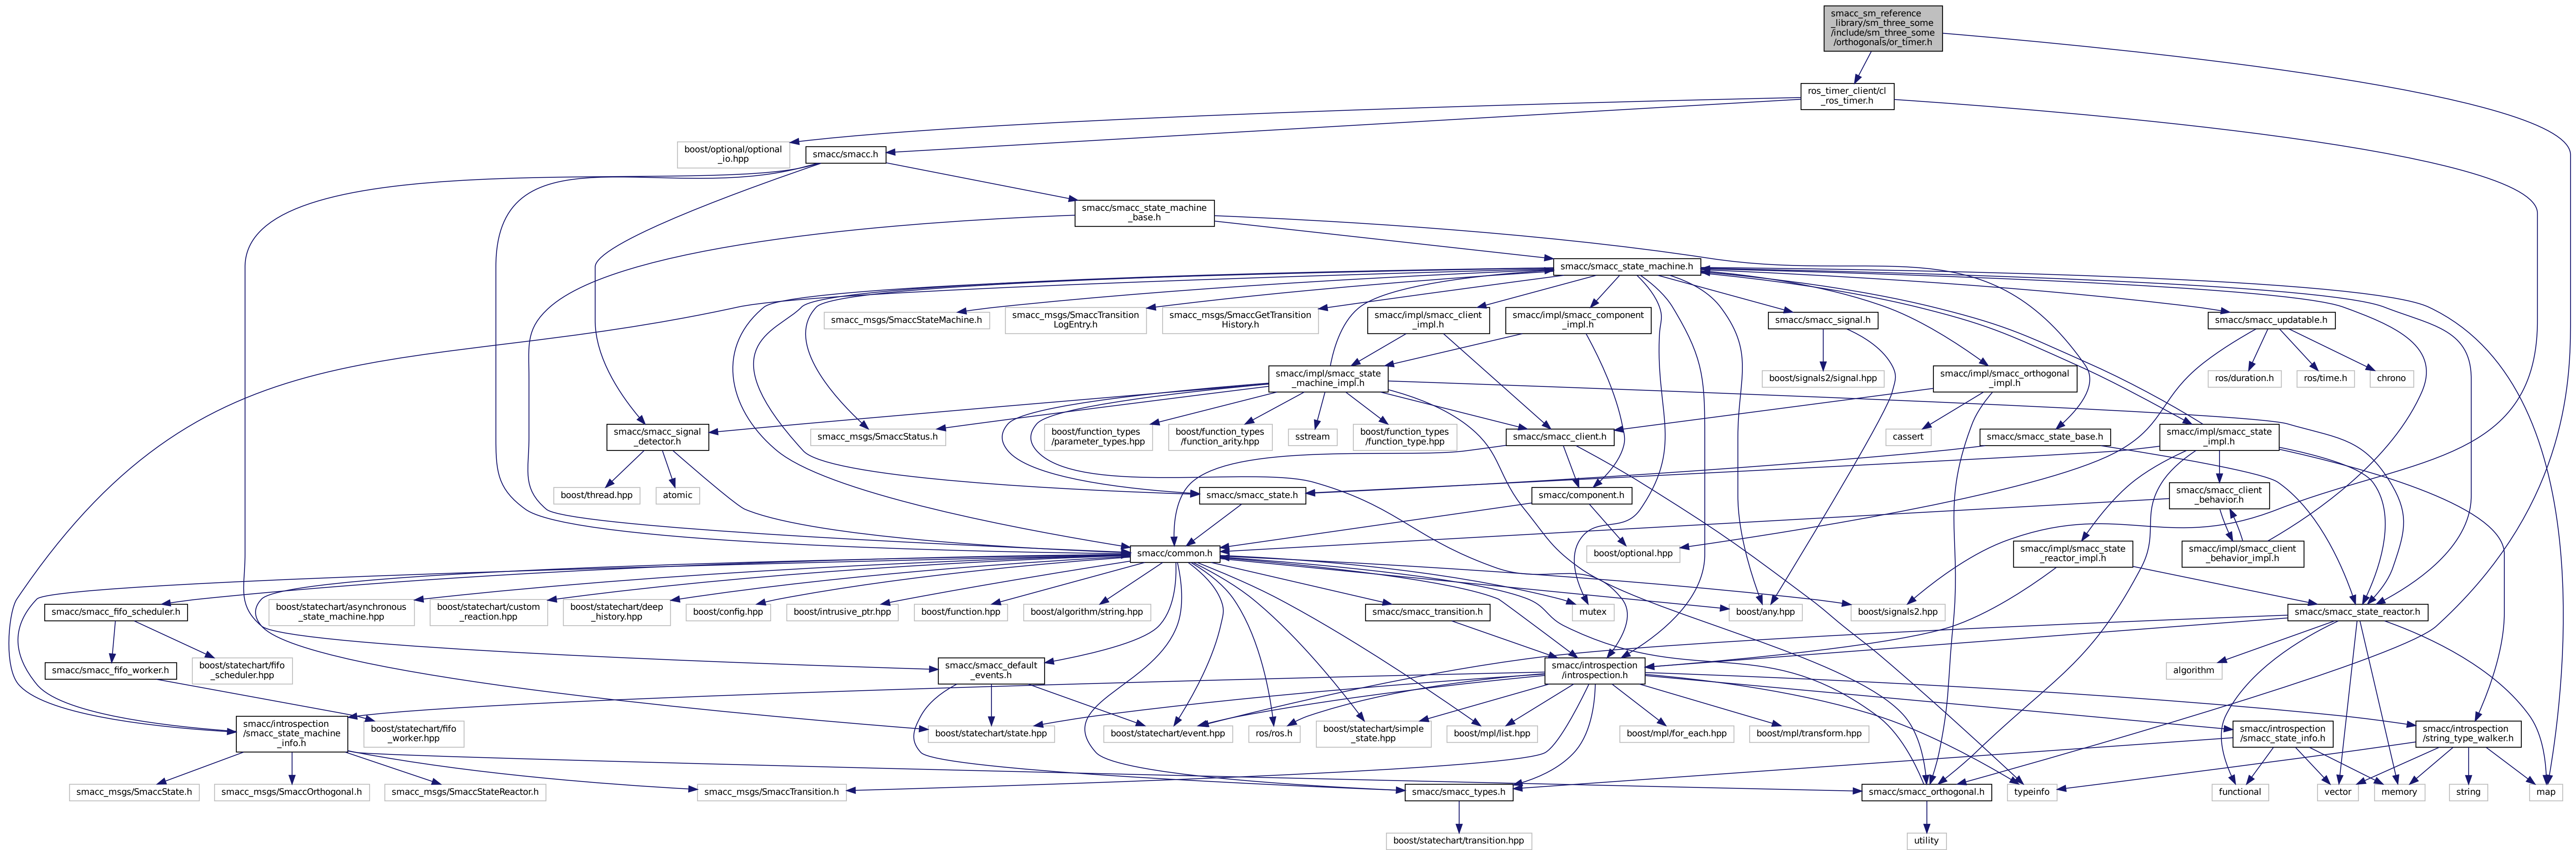 smacc_sm_reference
_library/sm_three_some
/include/sm_three_some
/orthogonals/or_timer.h
ros_timer_client/cl
_ros_timer.h
boost/optional/optional
_io.hpp
smacc/smacc.h
smacc/smacc_state_machine
_base.h
smacc/smacc_state_machine.h
smacc_msgs/SmaccStateMachine.h
smacc_msgs/SmaccTransition
LogEntry.h
smacc_msgs/SmaccGetTransition
History.h
smacc/impl/smacc_client
_impl.h
smacc/impl/smacc_component
_impl.h
smacc/smacc_signal.h
smacc/smacc_updatable.h
smacc/impl/smacc_state
_machine_impl.h
boost/signals2/signal.hpp
smacc/impl/smacc_orthogonal
_impl.h
ros/duration.h
ros/time.h
chrono
smacc/smacc_signal
_detector.h
smacc_msgs/SmaccStatus.h
boost/function_types
/parameter_types.hpp
boost/function_types
/function_arity.hpp
sstream
boost/function_types
/function_type.hpp
smacc/smacc_client.h
cassert
smacc/smacc_state_base.h
smacc/impl/smacc_state
_impl.h
boost/thread.hpp
atomic
smacc/smacc_state.h
smacc/component.h
smacc/smacc_client
_behavior.h
smacc/common.h
boost/optional.hpp
smacc/impl/smacc_state
_reactor_impl.h
smacc/impl/smacc_client
_behavior_impl.h
smacc/smacc_fifo_scheduler.h
boost/statechart/asynchronous
_state_machine.hpp
boost/statechart/custom
_reaction.hpp
boost/statechart/deep
_history.hpp
boost/config.hpp
boost/intrusive_ptr.hpp
boost/function.hpp
boost/algorithm/string.hpp
smacc/smacc_transition.h
mutex
boost/any.hpp
boost/signals2.hpp
smacc/smacc_state_reactor.h
smacc/smacc_fifo_worker.h
boost/statechart/fifo
_scheduler.hpp
smacc/smacc_default
_events.h
smacc/introspection
/introspection.h
algorithm
smacc/introspection
/smacc_state_machine
_info.h
boost/statechart/fifo
_worker.hpp
boost/statechart/state.hpp
boost/statechart/event.hpp
ros/ros.h
boost/statechart/simple
_state.hpp
boost/mpl/list.hpp
boost/mpl/for_each.hpp
boost/mpl/transform.hpp
smacc/introspection
/smacc_state_info.h
smacc/introspection
/string_type_walker.h
smacc_msgs/SmaccState.h
smacc_msgs/SmaccOrthogonal.h
smacc_msgs/SmaccStateReactor.h
smacc_msgs/SmaccTransition.h
smacc/smacc_types.h
smacc/smacc_orthogonal.h
typeinfo
functional
vector
memory
string
map
boost/statechart/transition.hpp
utility